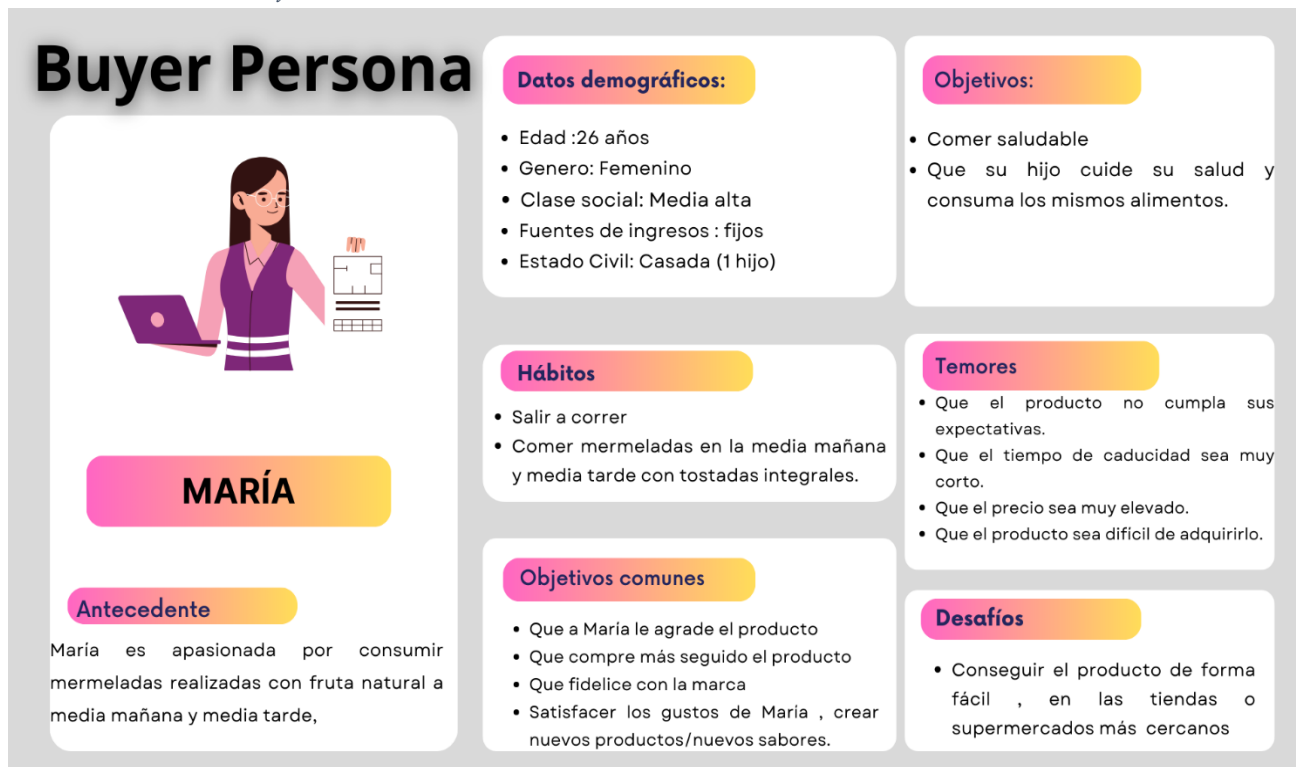 Buyer Persona
MARÍA
Antecedente
María es apasionada por consumir
mermeladas realizadas con fruta natural a
media mañana y media tarde,
Datos demográficos:
Edad :26 años
Genero: Femenino
Clase social: Media alta
Fuentes de ingresos : fijos
Estado Civil: Casada (1 hijo)
Hábitos
Salir a correr
Comer mermeladas en la media mañana
y media tarde con tostadas integrales.
Objetivos comunes
Que a María le agrade el producto
Que compre más seguido el producto
Que fidelice con la marca
Satisfacer los gustos de María , crear
nuevos productos/nuevos sabores.
Objetivos:
Comer saludable
Que su hijo cuide su salud y
consuma los mismos alimentos.
Temores
Que el producto no cumpla sus
expectativas.
Que el tiempo de caducidad sea muy
corto.
Que el precio sea muy elevado.
Que el producto sea difícil de adquirirlo.
Desafíos
Conseguir el producto de forma
fácil , en las tiendas o
supermercados más cercanos